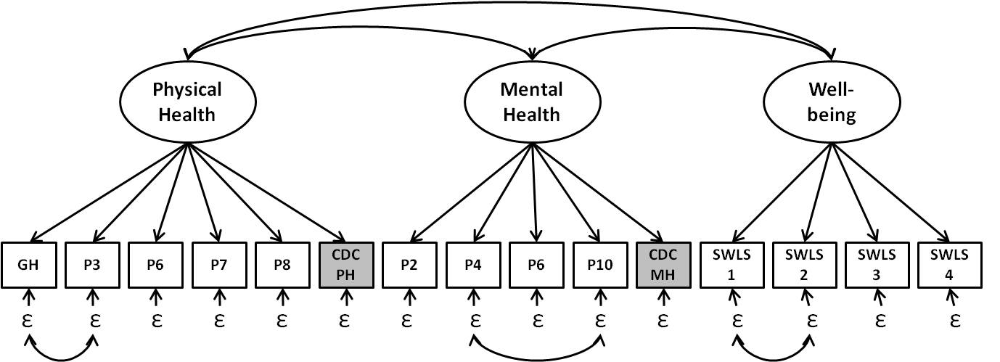 Physical
Health
Mental
Health
Well-
being
GH
P3
P6
P7
P8
CDC
PH
P2
P4
P6
P10
CDC
MH
SWLS
1
SWLS
2
SWLS
3
SWLS
4
ε ε ε ε ε ε ε ε ε ε ε ε ε ε ε